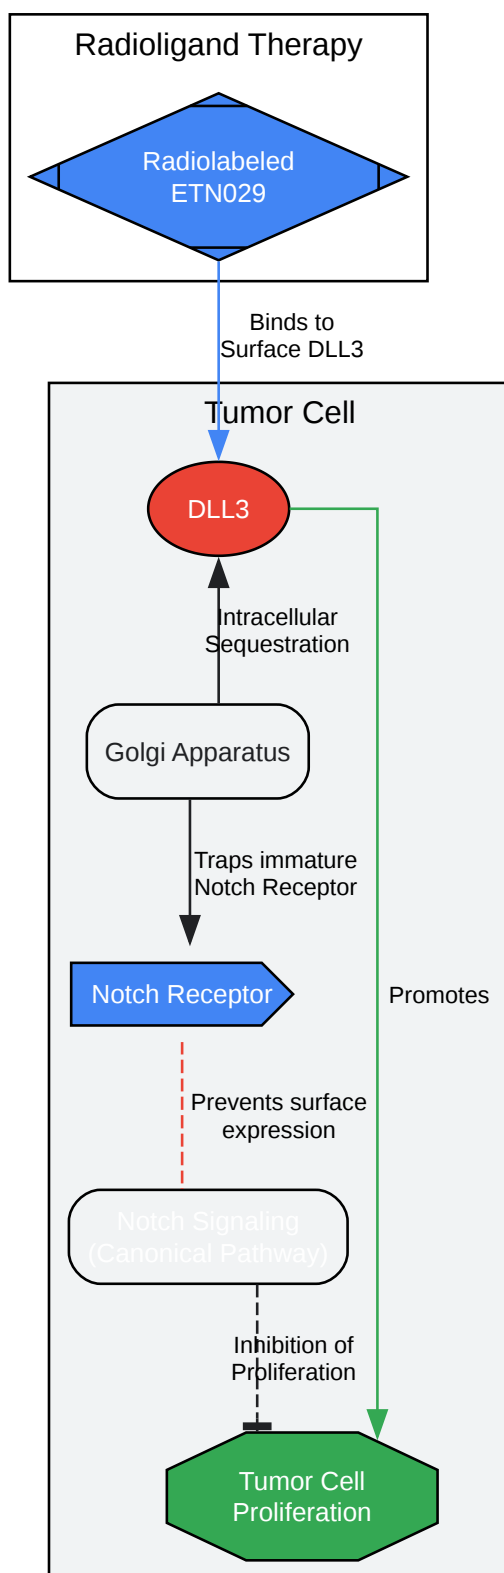 Radioligand Therapy
Radiolabeled
ETN029
Binds to
Surface DLL3
Tumor Cell
DLL3
Intracellular
Sequestration
Golgi Apparatus
Traps immature
Notch Receptor
Notch Receptor
Promotes
Prevents surface
expression
Notch Signaling
(Canonical Pathway)
Inhibition of
Proliferation
Tumor Cell
Proliferation